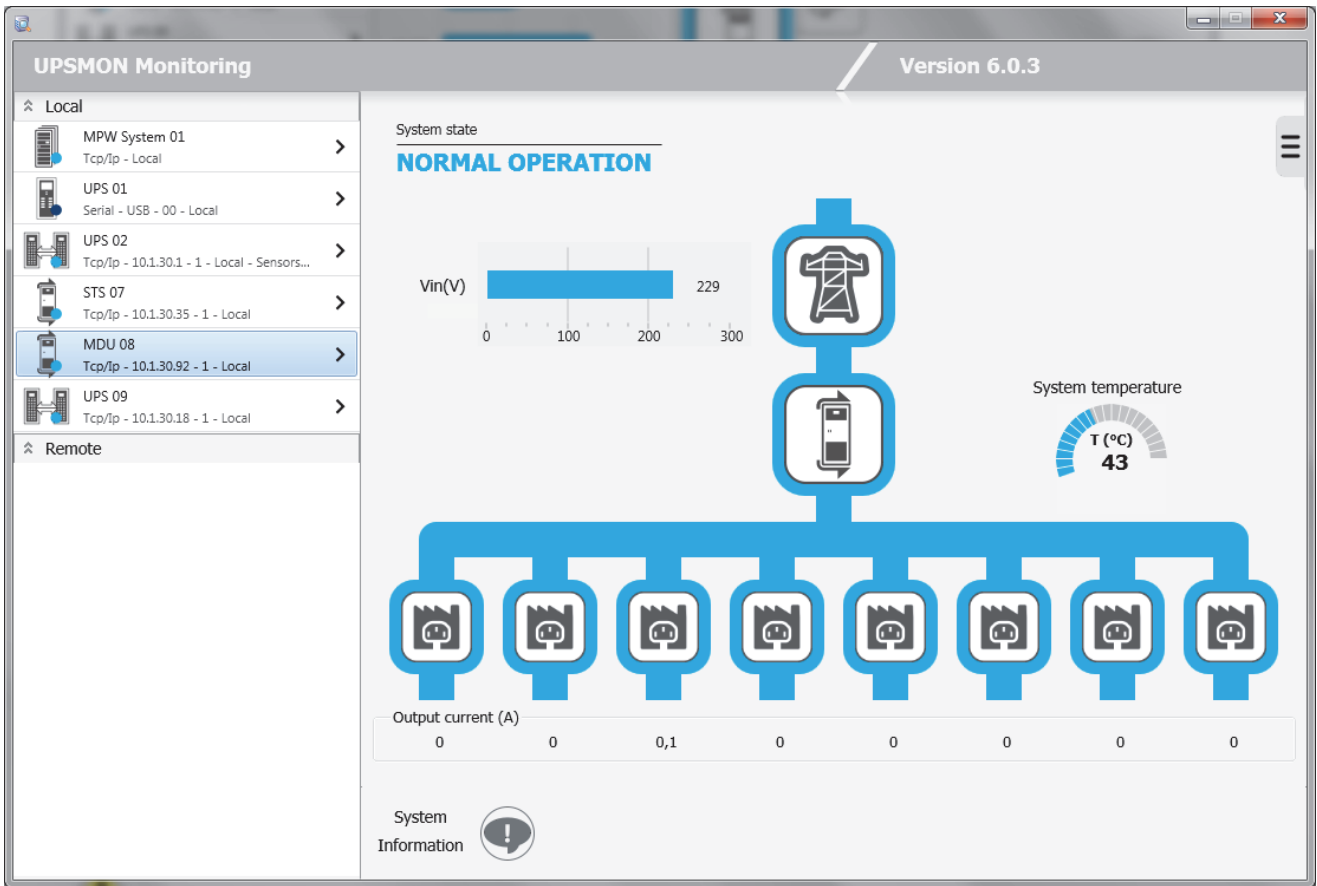 UPSMON Monitoring
Version 6.0.3
Local
MPW System 01
Tcp/Ip - Local
UPS 01
Serial - USB - 00 - Local
UPS 02
Tcp/Ip - 10.1.30.1 - 1 - Local - Sensors...
STS 07
Tcp/Ip - 10.1.30.35 - 1 - Local
MDU 08
Tcp/Ip - 10.1.30.92 - 1 - Local
UPS 09
Tcp/Ip - 10.1.30.18 - 1 - Local
Remote
System state
NORMAL OPERATION
Vin(V)
229
0 100 200 300
System temperature
T (°C)
43
Output current (A)
0 0 0,1 0 0 0 0 0
System
Information